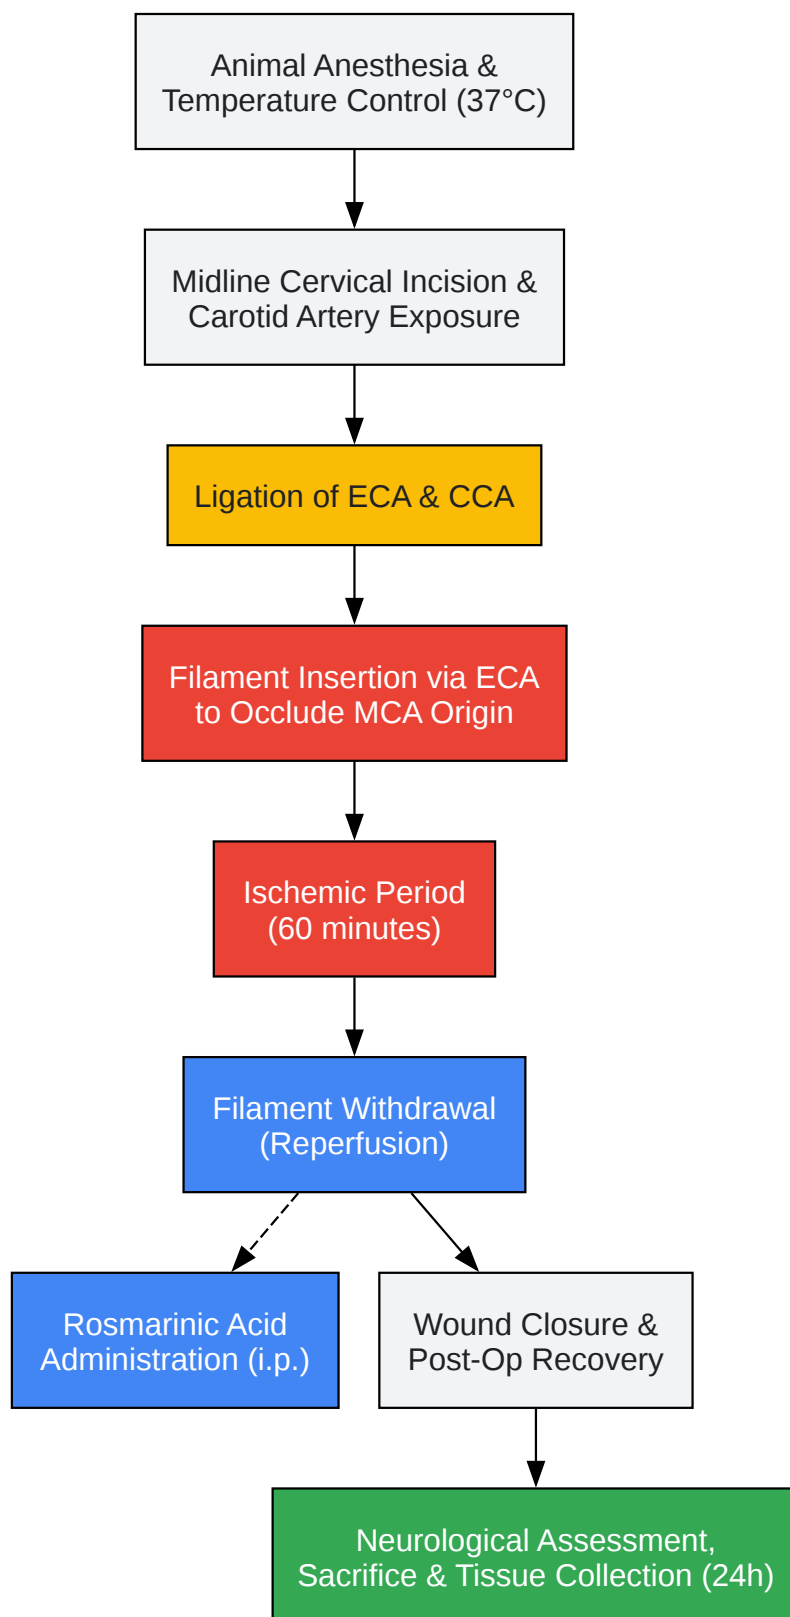 Animal Anesthesia &
Temperature Control (37°C)
Midline Cervical Incision &
Carotid Artery Exposure
Ligation of ECA & CCA
Filament Insertion via ECA
to Occlude MCA Origin
Ischemic Period
(60 minutes)
Filament Withdrawal
(Reperfusion)
Rosmarinic Acid
Administration (i.p.)
Wound Closure &
Post-Op Recovery
Neurological Assessment,
Sacrifice & Tissue Collection (24h)